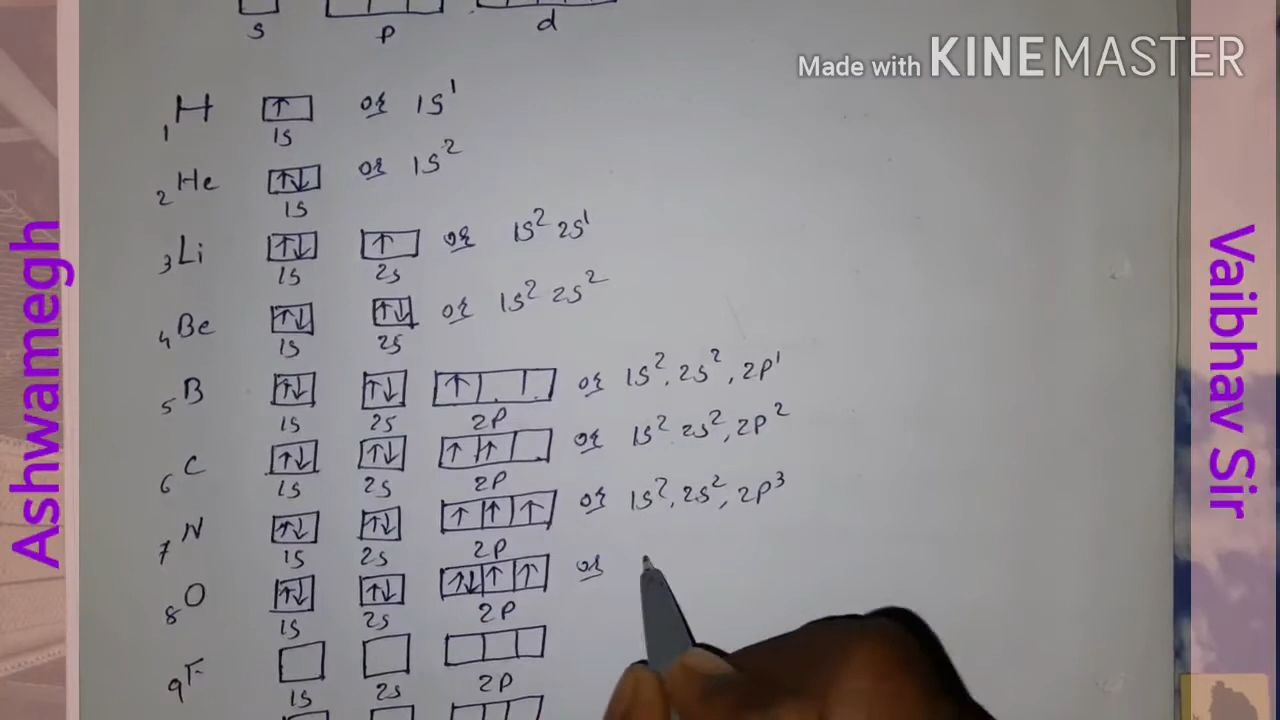 s p d
Made with KINEMASTER
Ashwamegh
Vaibhav Sir
1H ↑ or 1s¹
1s
2He ↑↓ or 1s²
1s
3Li ↑↓ ↑ or 1s² 2s¹
1s 2s
4Be ↑↓ ↑↓ or 1s² 2s²
1s 2s
5B ↑↓ ↑↓ ↑ or 1s², 2s², 2p¹
1s 2s 2p
6C ↑↓ ↑↓ ↑ ↑ or 1s² 2s², 2p²
1s 2s 2p
7N ↑↓ ↑↓ ↑ ↑ ↑ or 1s², 2s², 2p³
1s 2s 2p
8O ↑↓ ↑↓ ↑↓ ↑ ↑ or
1s 2s 2p
9F
1s 2s 2p